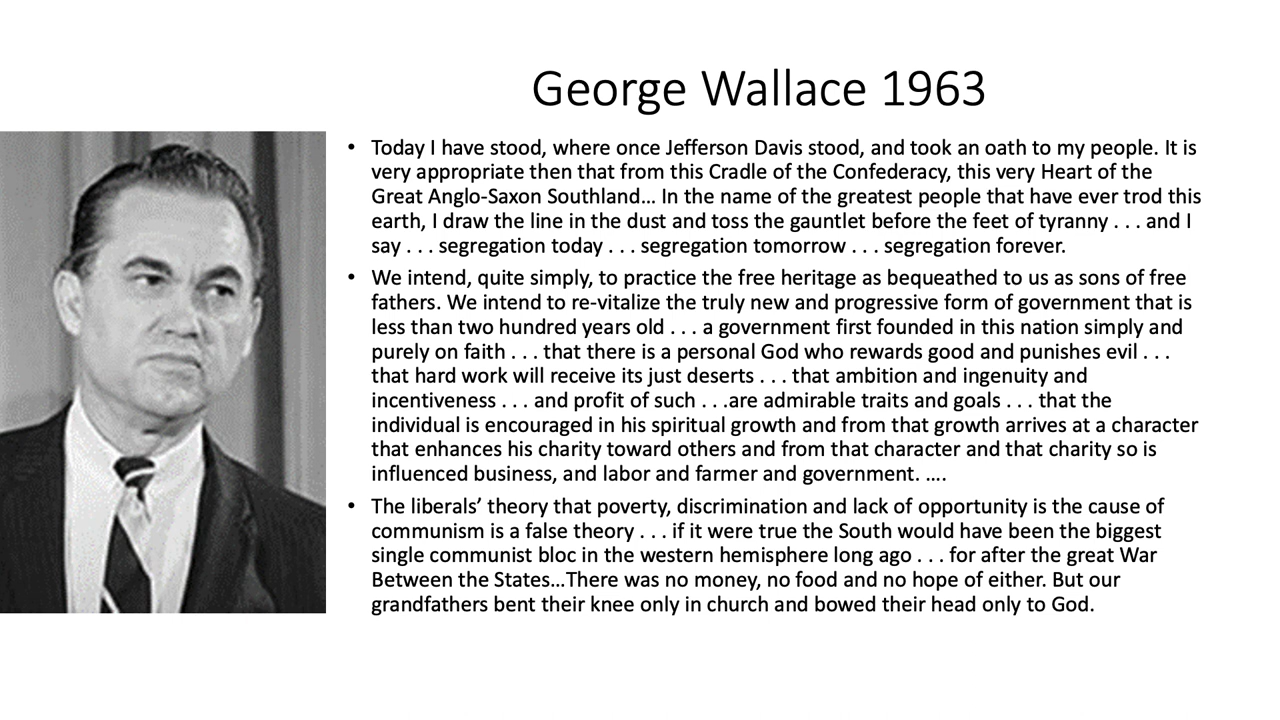 George Wallace 1963
• Today I have stood, where once Jefferson Davis stood, and took an oath to my people. It is
very appropriate then that from this Cradle of the Confederacy, this very Heart of the
Great Anglo-Saxon Southland... In the name of the greatest people that have ever trod this
earth, I draw the line in the dust and toss the gauntlet before the feet of tyranny . . . and I
say . . . segregation today . . . segregation tomorrow . . . segregation forever.
• We intend, quite simply, to practice the free heritage as bequeathed to us as sons of free
fathers. We intend to re-vitalize the truly new and progressive form of government that is
less than two hundred years old . . . a government first founded in this nation simply and
purely on faith . . . that there is a personal God who rewards good and punishes evil . . .
that hard work will receive its just deserts . . . that ambition and ingenuity and
incentiveness . . . and profit of such . . .are admirable traits and goals . . . that the
individual is encouraged in his spiritual growth and from that growth arrives at a character
that enhances his charity toward others and from that character and that charity so is
influenced business, and labor and farmer and government. ....
• The liberals’ theory that poverty, discrimination and lack of opportunity is the cause of
communism is a false theory . . . if it were true the South would have been the biggest
single communist bloc in the western hemisphere long ago . . . for after the great War
Between the States...There was no money, no food and no hope of either. But our
grandfathers bent their knee only in church and bowed their head only to God.